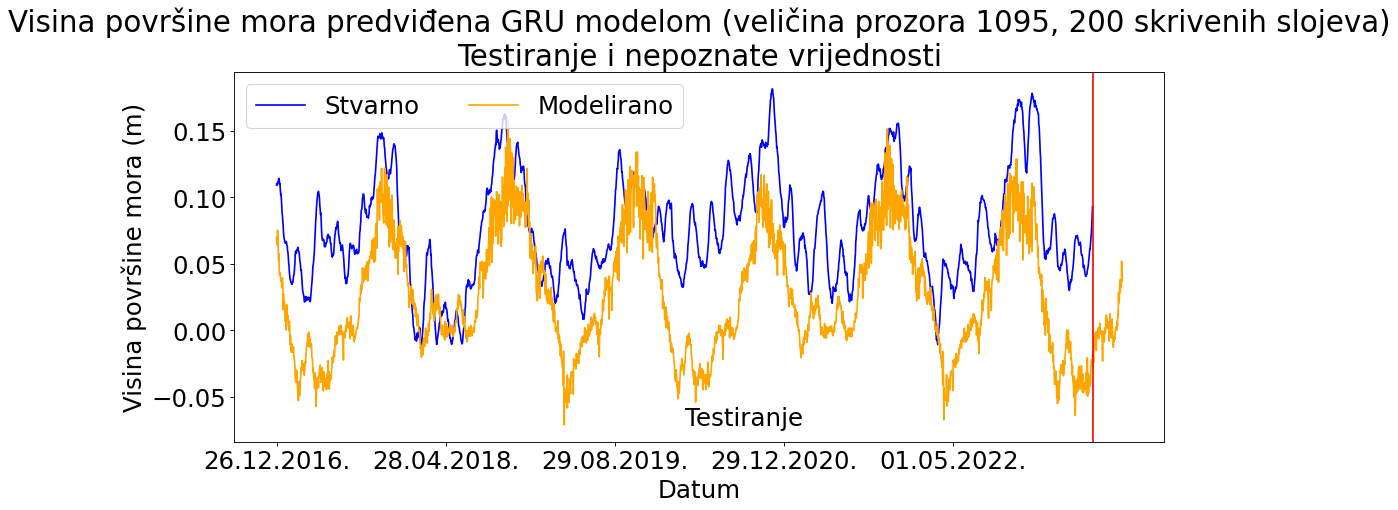 Visina površine mora predviđena GRU modelom (veličina prozora 1095, 200 skrivenih slojeva)
Testiranje i nepoznate vrijednosti
Stvarno
Modelirano
Visina površine mora (m)
0.15
0.10
0.05
0.00
−0.05
Testiranje
26.12.2016.
28.04.2018.
29.08.2019.
29.12.2020.
01.05.2022.
Datum